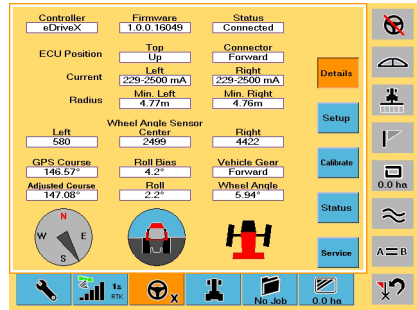 Controller Firmware Status
eDriveX 1.0.0.16049 Connected
ECU Position Top Connector
Up Forward
Current Left Right
229-2500 mA 229-2500 mA
Radius Min. Left Min. Right
4.77m 4.76m
Wheel Angle Sensor
Left Center Right
580 2499 4422
GPS Course Roll Bias Vehicle Gear
146.57° 4.2° Forward
Adjusted Course Roll Wheel Angle
147.08° 2.2° 5.94°
N
W E
S
Details
Setup
Calibrate
Status
Service
0.0 ha
A=B
1s
RTK
X
No Job
0.0 ha